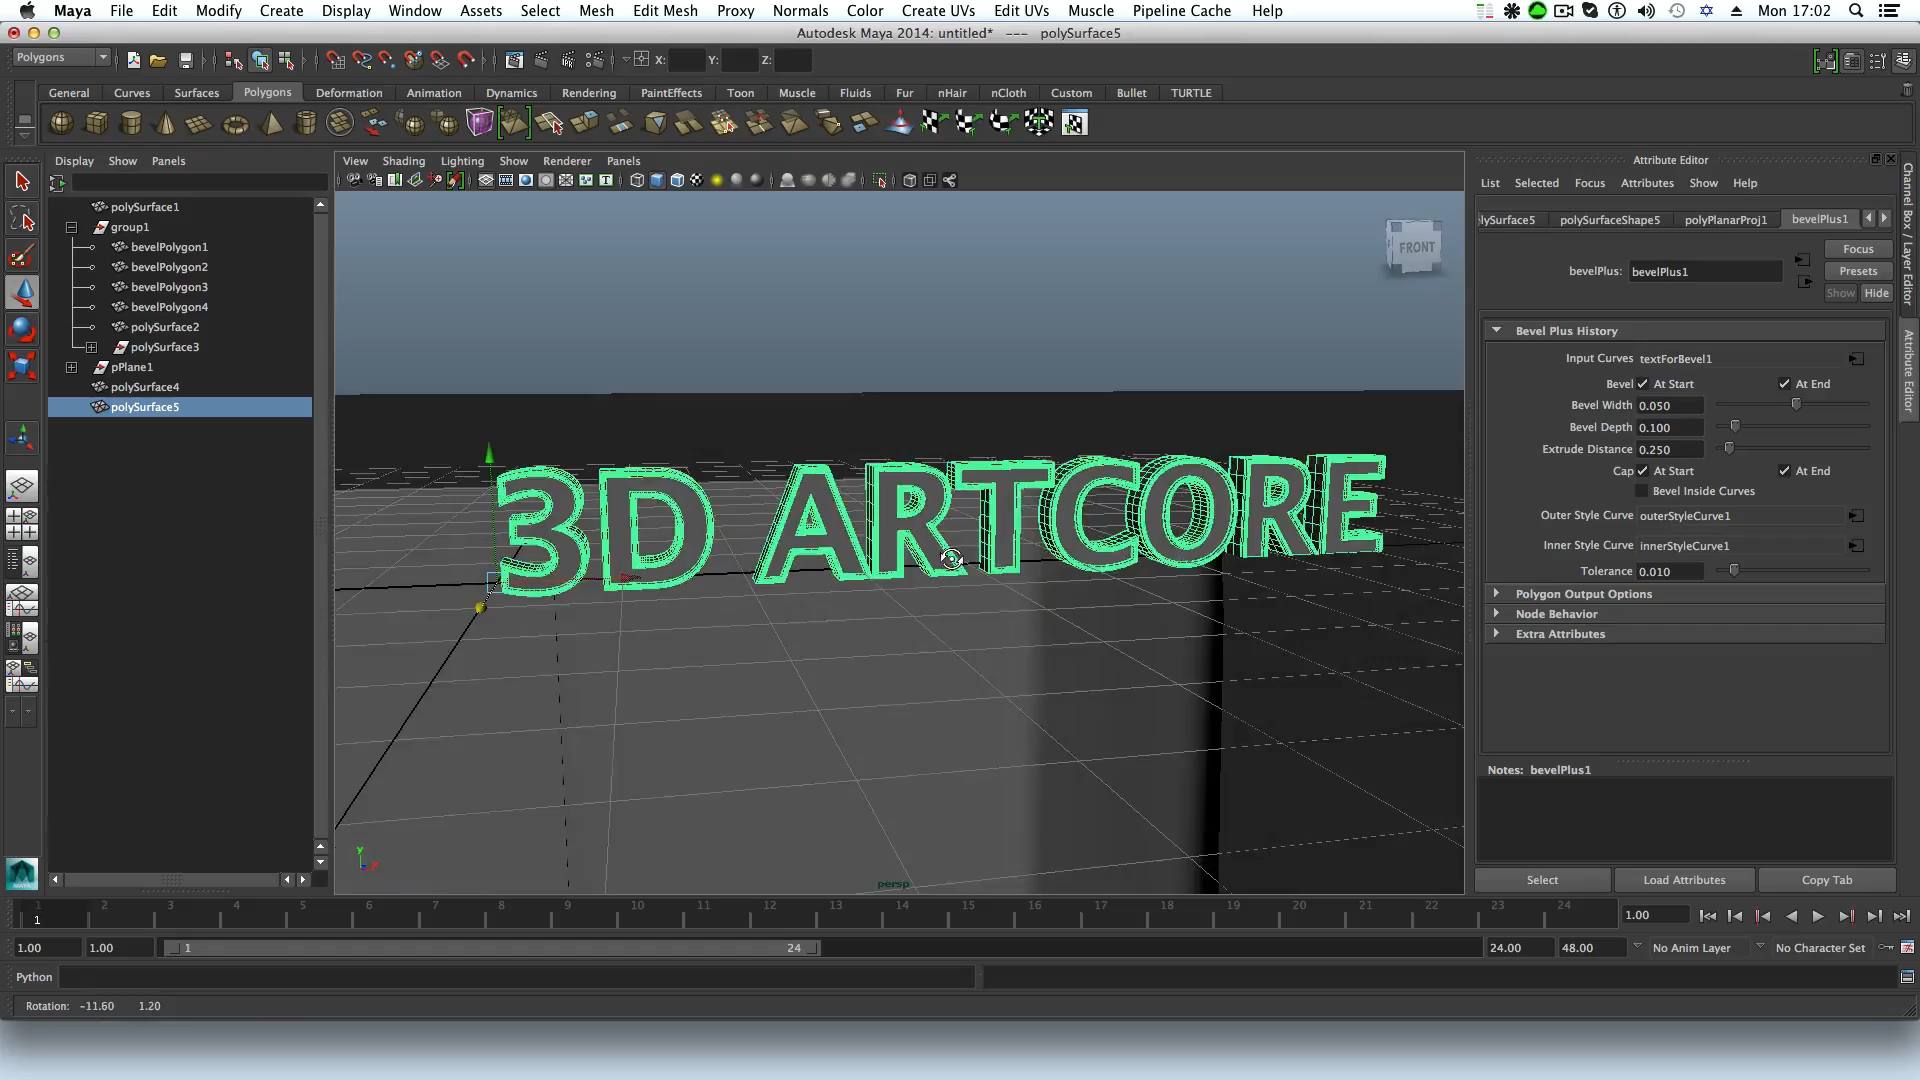 Maya File Edit Modify Create Display Window Assets Select Mesh Edit Mesh Proxy Normals Color Create UVs Edit UVs Muscle Pipeline Cache Help Mon 17:02
Autodesk Maya 2014: untitled* --- polySurface5
Polygons X: Y: Z:
General Curves Surfaces Polygons Deformation Animation Dynamics Rendering PaintEffects Toon Muscle Fluids Fur nHair nCloth Custom Bullet TURTLE
Display Show Panels
polySurface1
group1
bevelPolygon1
bevelPolygon2
bevelPolygon3
bevelPolygon4
polySurface2
polySurface3
pPlane1
polySurface4
polySurface5
View Shading Lighting Show Renderer Panels
FRONT
3D ARTCORE
y
x
persp
Attribute Editor
List Selected Focus Attributes Show Help
lySurface5 polySurfaceShape5 polyPlanarProj1 bevelPlus1
Focus
bevelPlus: bevelPlus1 Presets
Show Hide
Bevel Plus History
Input Curves textForBevel1
Bevel At Start At End
Bevel Width 0.050
Bevel Depth 0.100
Extrude Distance 0.250
Cap At Start At End
Bevel Inside Curves
Outer Style Curve outerStyleCurve1
Inner Style Curve innerStyleCurve1
Tolerance 0.010
Polygon Output Options
Node Behavior
Extra Attributes
Notes: bevelPlus1
Select Load Attributes Copy Tab
Channel Box / Layer Editor
Attribute Editor
MAYA
1 2 3 4 5 6 7 8 9 10 11 12 13 14 15 16 17 18 19 20 21 22 23 24
1 1.00
1.00 1.00 1 24 24.00 48.00 No Anim Layer No Character Set
Python
Rotation: -11.60 1.20